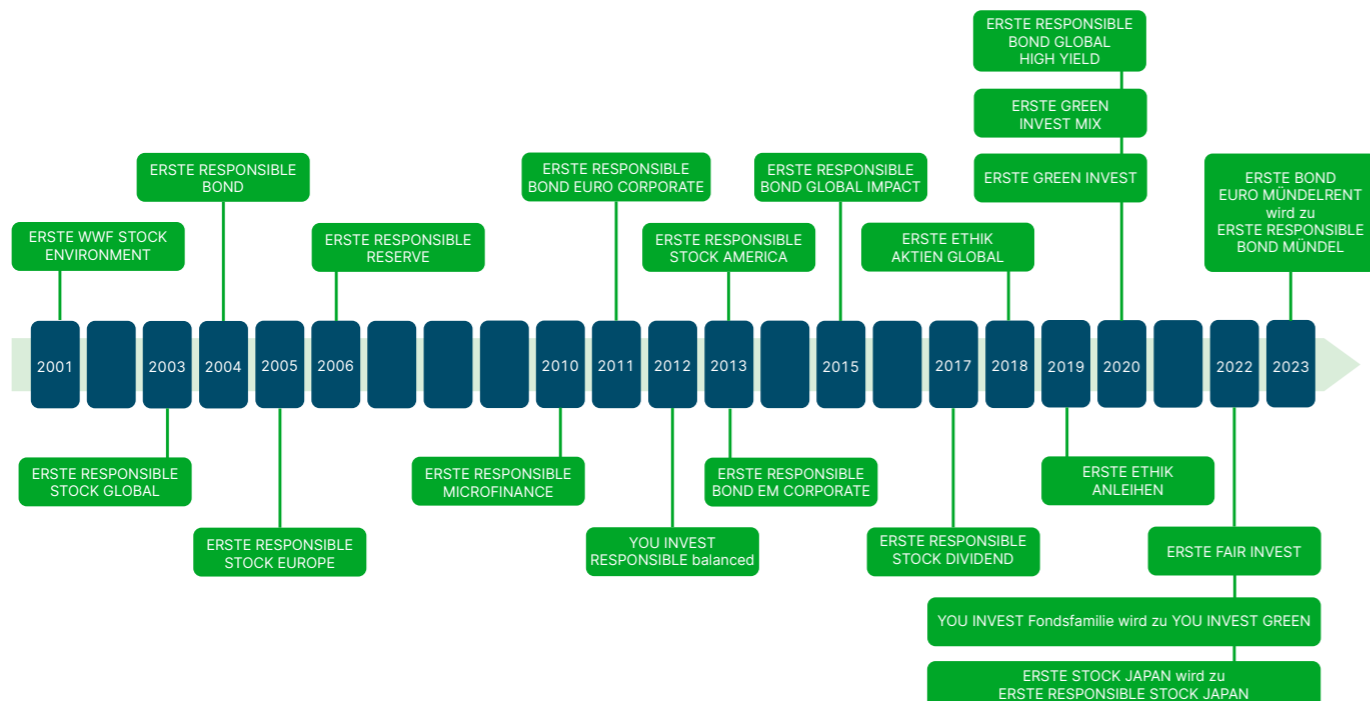 ERSTE RESPONSIBLE
BOND GLOBAL
HIGH YIELD
ERSTE GREEN
INVEST MIX
ERSTE RESPONSIBLE
BOND
ERSTE RESPONSIBLE
BOND EURO CORPORATE
ERSTE RESPONSIBLE
BOND GLOBAL IMPACT
ERSTE GREEN INVEST
ERSTE BOND
EURO MÜNDELRENT
wird zu
ERSTE RESPONSIBLE
BOND MÜNDEL
ERSTE WWF STOCK
ENVIRONMENT
ERSTE RESPONSIBLE
RESERVE
ERSTE RESPONSIBLE
STOCK AMERICA
ERSTE ETHIK
AKTIEN GLOBAL
2001 2003 2004 2005 2006 2010 2011 2012 2013 2015 2017 2018 2019 2020 2022 2023
ERSTE RESPONSIBLE
STOCK GLOBAL
ERSTE RESPONSIBLE
MICROFINANCE
ERSTE RESPONSIBLE
BOND EM CORPORATE
ERSTE ETHIK
ANLEIHEN
ERSTE RESPONSIBLE
STOCK EUROPE
YOU INVEST
RESPONSIBLE balanced
ERSTE RESPONSIBLE
STOCK DIVIDEND
ERSTE FAIR INVEST
YOU INVEST Fondsfamilie wird zu YOU INVEST GREEN
ERSTE STOCK JAPAN wird zu
ERSTE RESPONSIBLE STOCK JAPAN